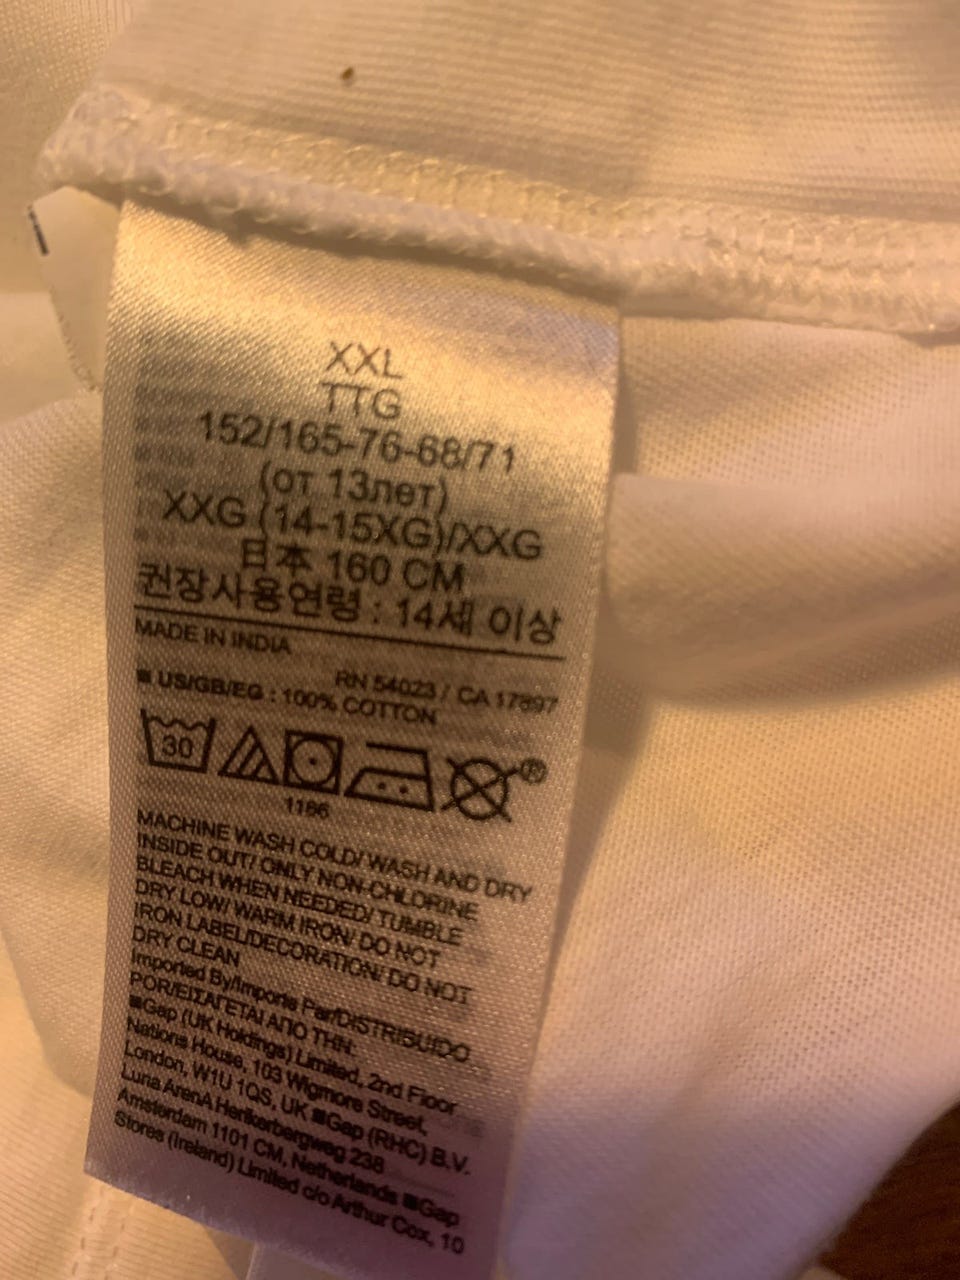 XXL
TTG
152/165-76-68/71
(от 13лет)
XXG (14-15XG)/XXG
日本 160 CM
권장사용연령 : 14세 이상
MADE IN INDIA
RN 54023 / CA 17897
■ US/GB/EG : 100% COTTON
30
®
1186
MACHINE WASH COLD/ WASH AND DRY
INSIDE OUT/ ONLY NON-CHLORINE
BLEACH WHEN NEEDED/ TUMBLE
DRY LOW/ WARM IRON/ DO NOT
IRON LABEL/DECORATION/ DO NOT
DRY CLEAN
Imported By/Importe Par/DISTRIBUIDO
POR/ΕΙΣΑΓΕΤΑΙ ΑΠΟ ΤΗΝ:
■Gap (UK Holdings) Limited, 2nd Floor
Nations House, 103 Wigmore Street,
London, W1U 1QS, UK ■Gap (RHC) B.V.
Luna ArenA Herikerbergweg 238
Amsterdam 1101 CM, Netherlands ■Gap
Stores (Ireland) Limited c/o Arthur Cox, 10